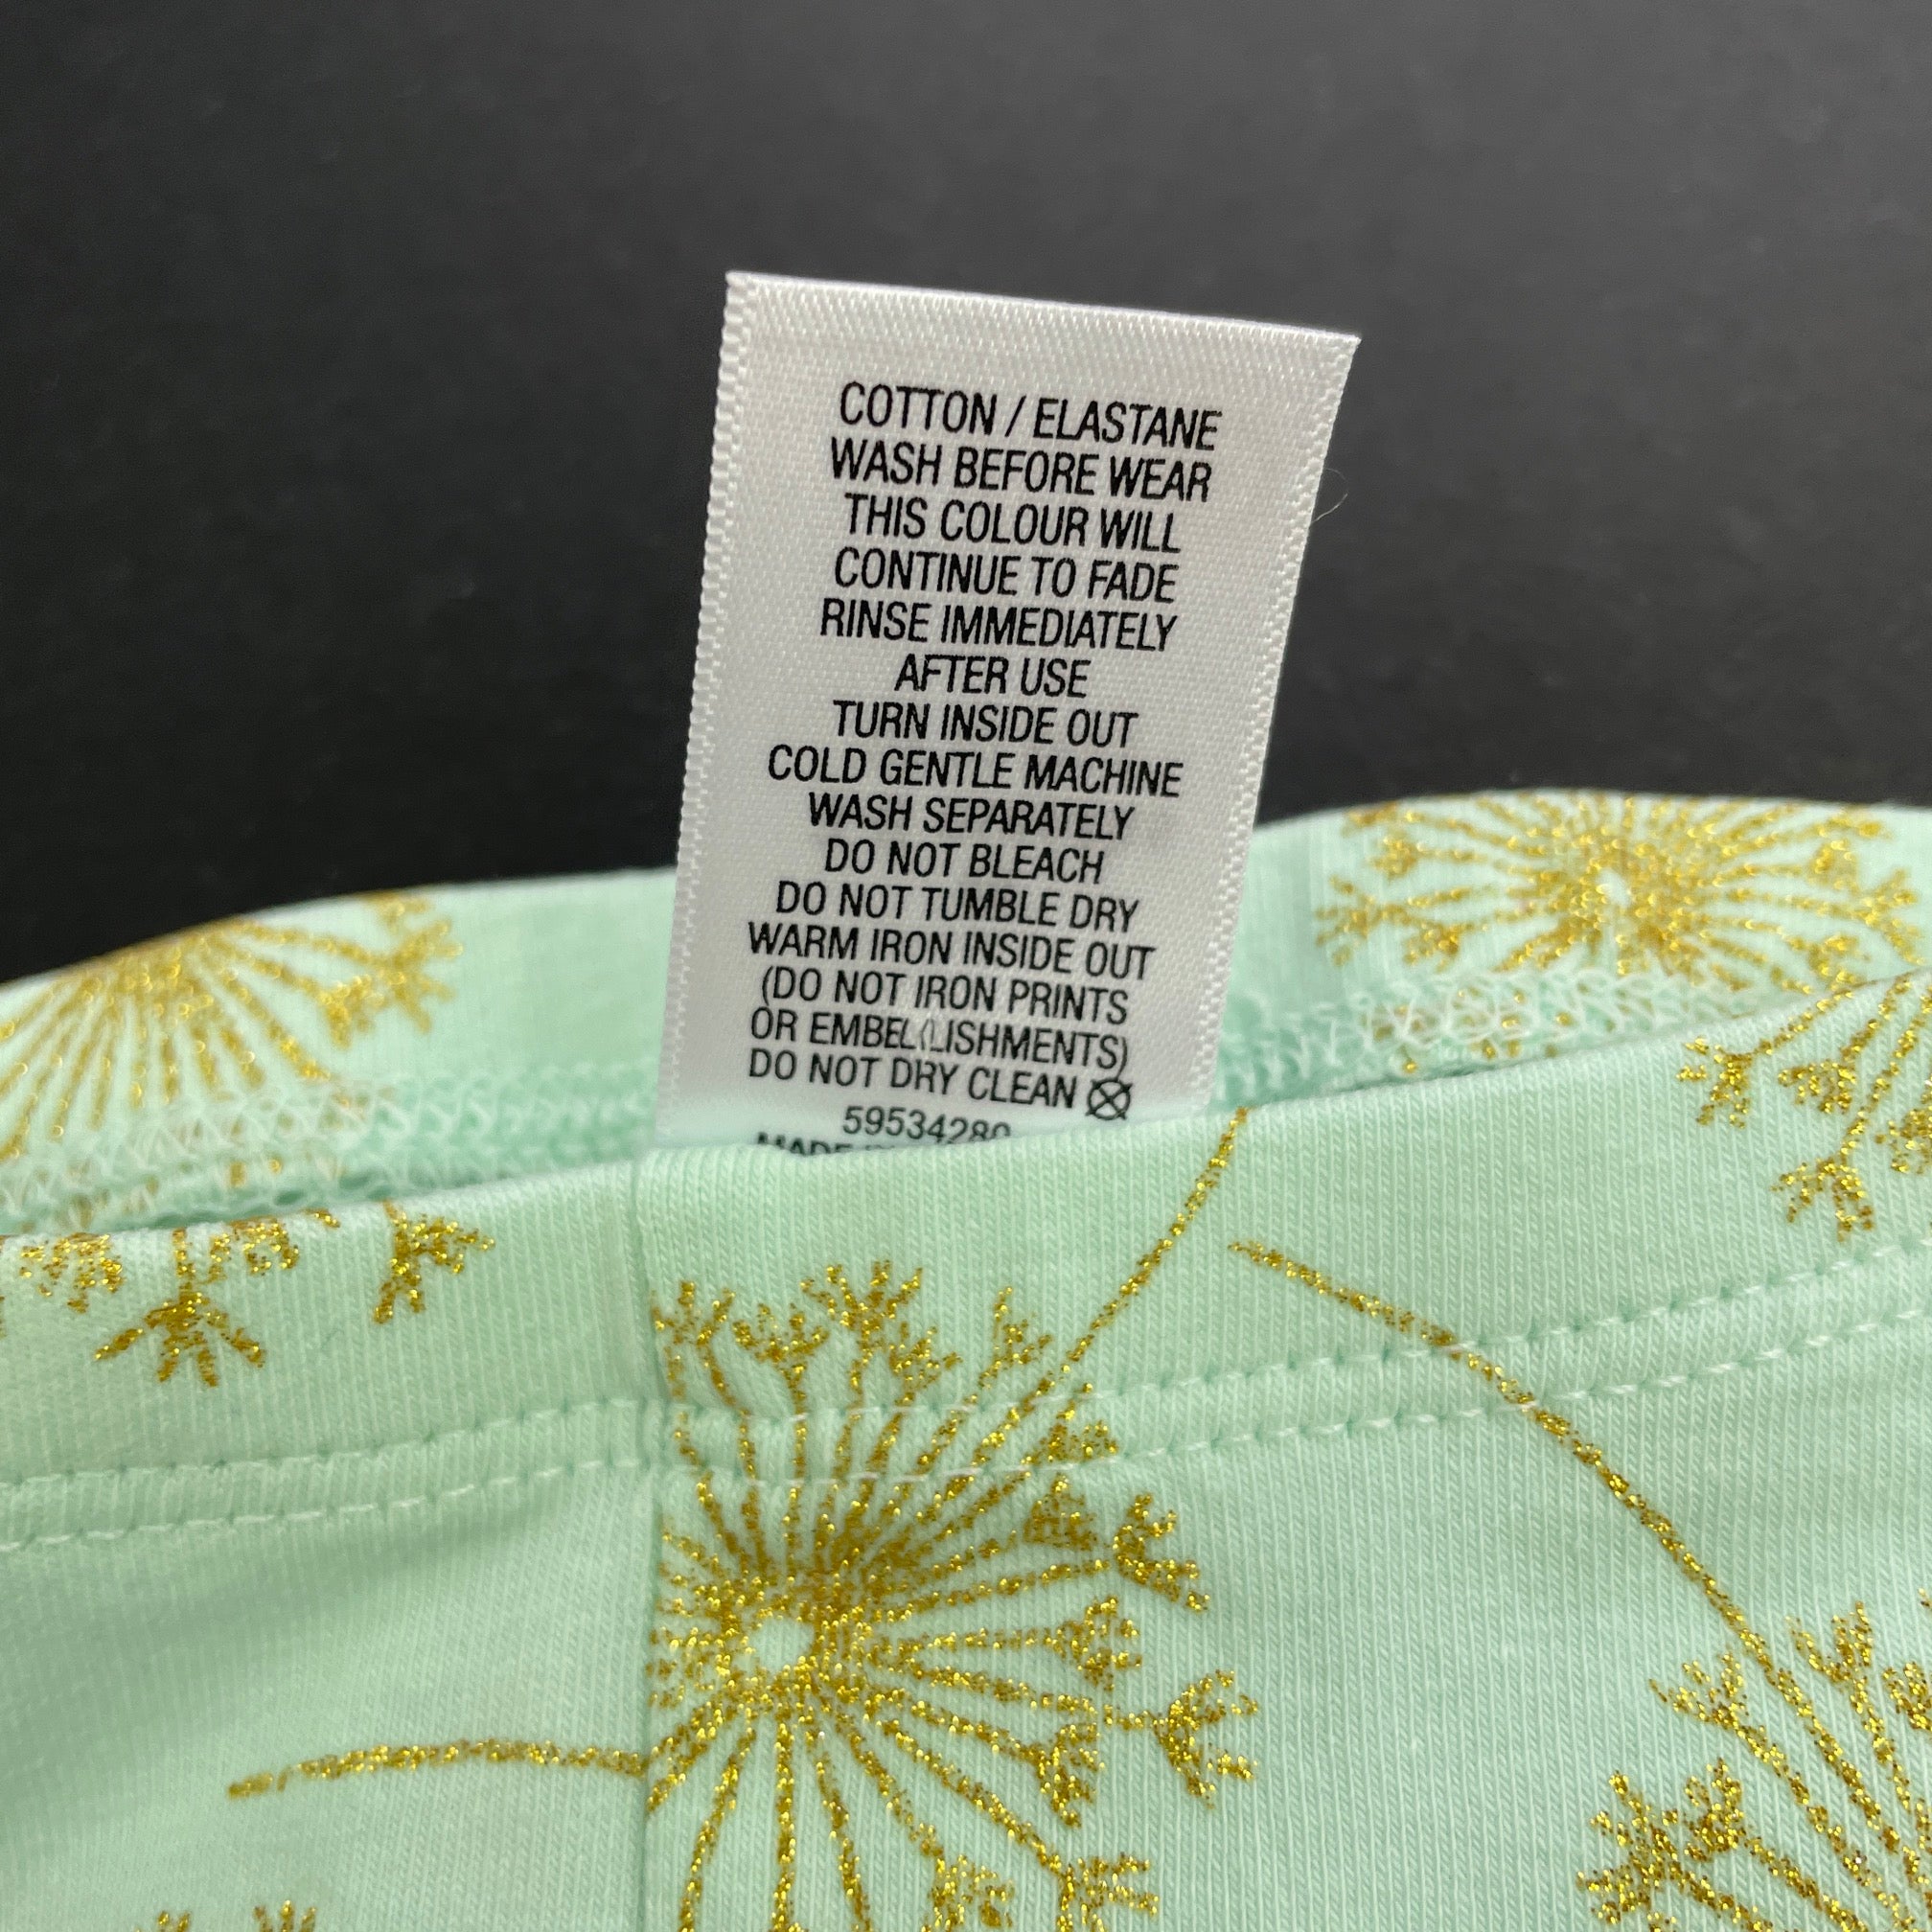 COTTON / ELASTANE
WASH BEFORE WEAR
THIS COLOUR WILL
CONTINUE TO FADE
RINSE IMMEDIATELY
AFTER USE
TURN INSIDE OUT
COLD GENTLE MACHINE
WASH SEPARATELY
DO NOT BLEACH
DO NOT TUMBLE DRY
WARM IRON INSIDE OUT
(DO NOT IRON PRINTS
OR EMBELLISHMENTS)
DO NOT DRY CLEAN
59534280
MADE